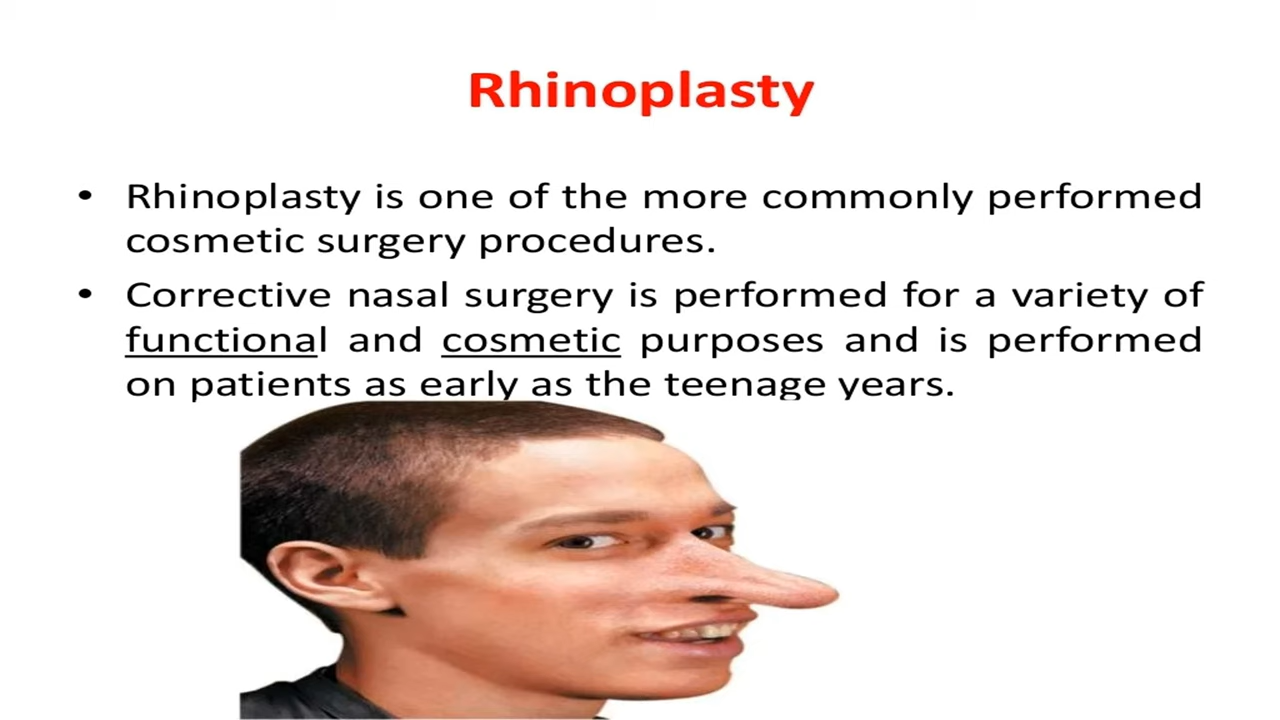 Rhinoplasty
• Rhinoplasty is one of the more commonly performed
cosmetic surgery procedures.
• Corrective nasal surgery is performed for a variety of
functional and cosmetic purposes and is performed
on patients as early as the teenage years.